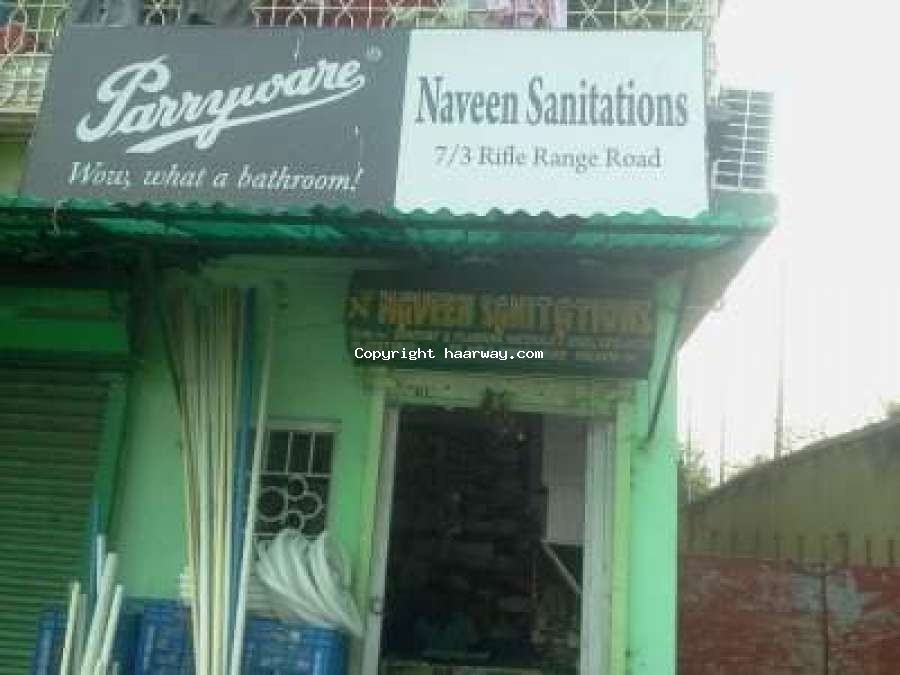 Parryware®
Wow, what a bathroom!
Naveen Sanitations
7/3 Rifle Range Road
NAVEEN SANITATIONS
Copyright haarway.com